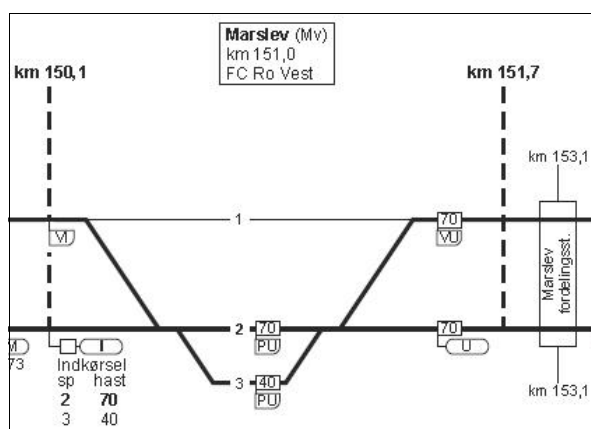 Marslev (Mv)
km 151,0
FC Ro Vest
km 150,1
km 151,7
km 153,1
1
70
VI
VU
Marslev
fordelingsst.
2
70
70
PU
U
I
73
Indkørsel
sp hast
3
40
PU
2 70
3 40
km 153,1